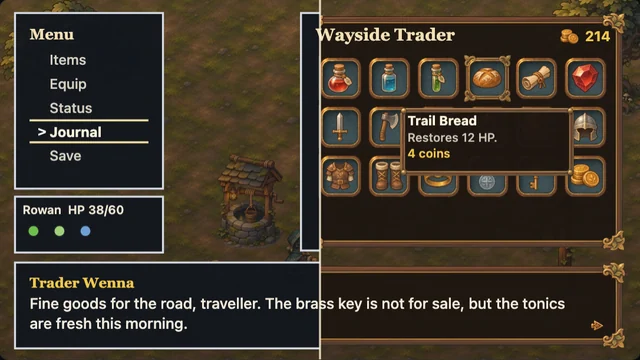 Menu
Items
Equip
Status
> Journal
Save
Rowan HP 38/60
Wayside Trader
214
Trail Bread
Restores 12 HP.
4 coins
Trader Wenna
Fine goods for the road, traveller. The brass key is not for sale, but the tonics
are fresh this morning.